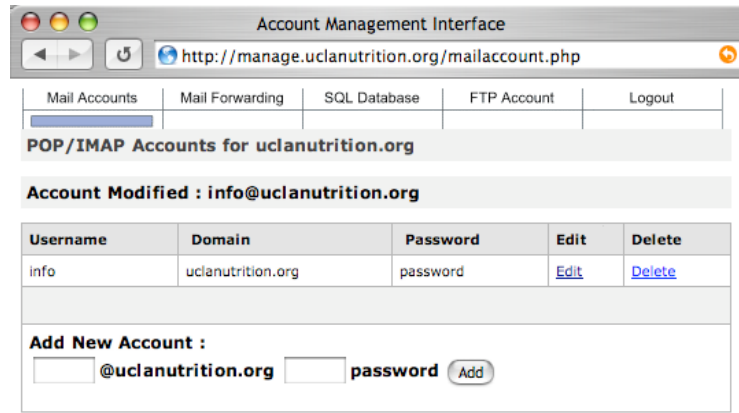 Account Management Interface
http://manage.uclanutrition.org/mailaccount.php
Mail Accounts Mail Forwarding SQL Database FTP Account Logout
POP/IMAP Accounts for uclanutrition.org
Account Modified : info@uclanutrition.org
Username Domain Password Edit Delete
info uclanutrition.org password Edit Delete
Add New Account :
@uclanutrition.org password Add